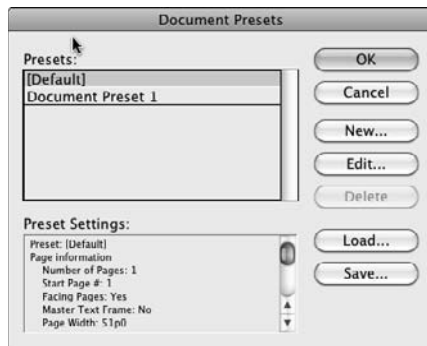 Document Presets
Presets:
[Default]
Document Preset 1
OK
Cancel
New...
Edit...
Delete
Preset Settings:
Preset: [Default]
Page information
Number of Pages: 1
Start Page #: 1
Facing Pages: Yes
Master Text Frame: No
Page Width: 51p0
Load...
Save...